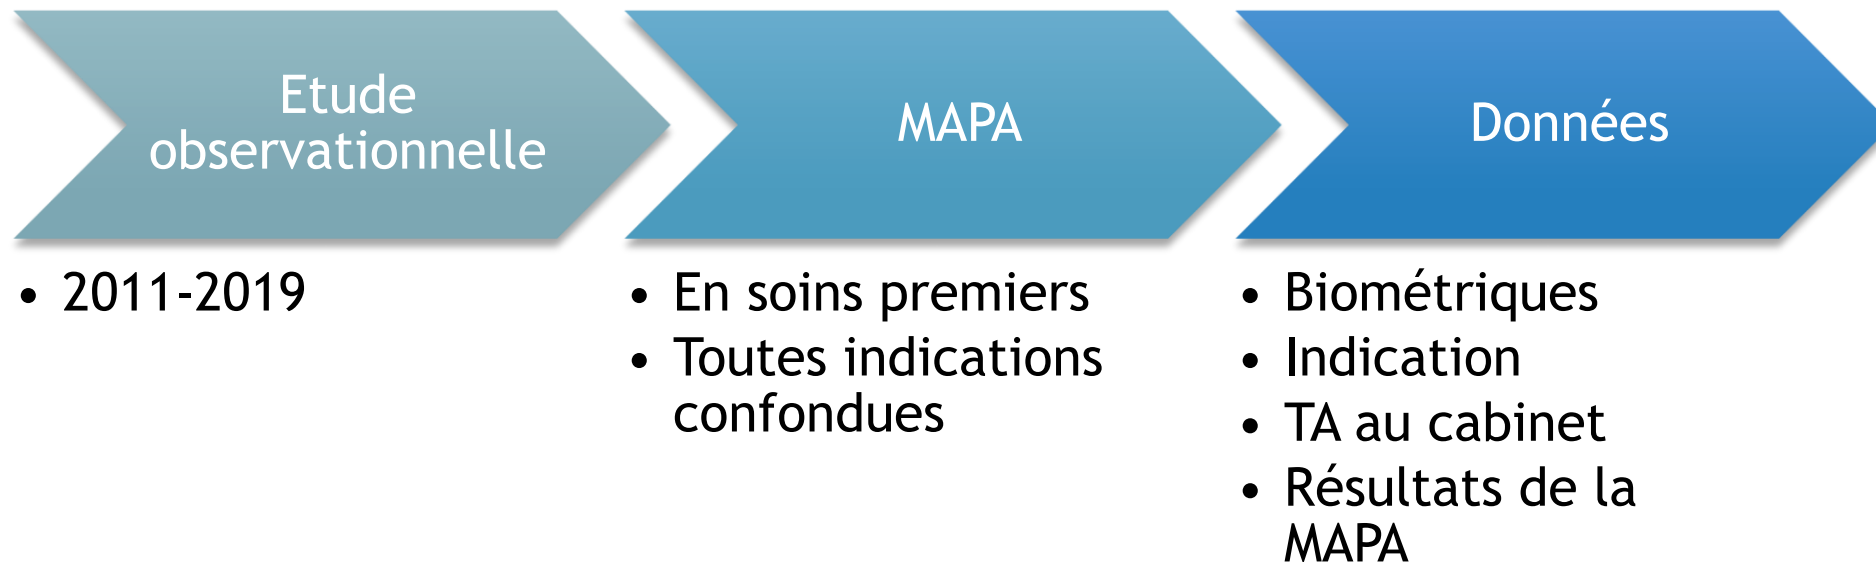 Etude
observationnelle
• 2011-2019
MAPA
• En soins premiers
• Toutes indications
confondues
Données
• Biométriques
• Indication
• TA au cabinet
• Résultats de la
MAPA